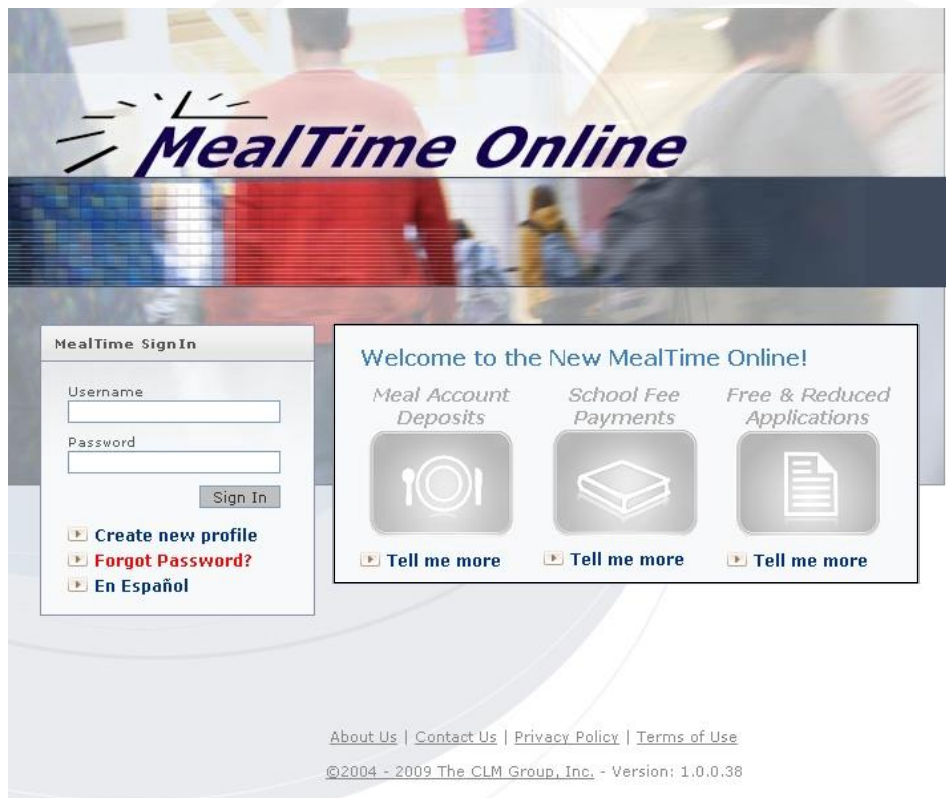 MealTime Online
MealTime SignIn
Username
Password
Sign In
Create new profile
Forgot Password?
En Español
Welcome to the New MealTime Online!
Meal Account
Deposits
Tell me more
School Fee
Payments
Tell me more
Free & Reduced
Applications
Tell me more
About Us | Contact Us | Privacy Policy | Terms of Use
©2004 - 2009 The CLM Group, Inc. - Version: 1.0.0.38